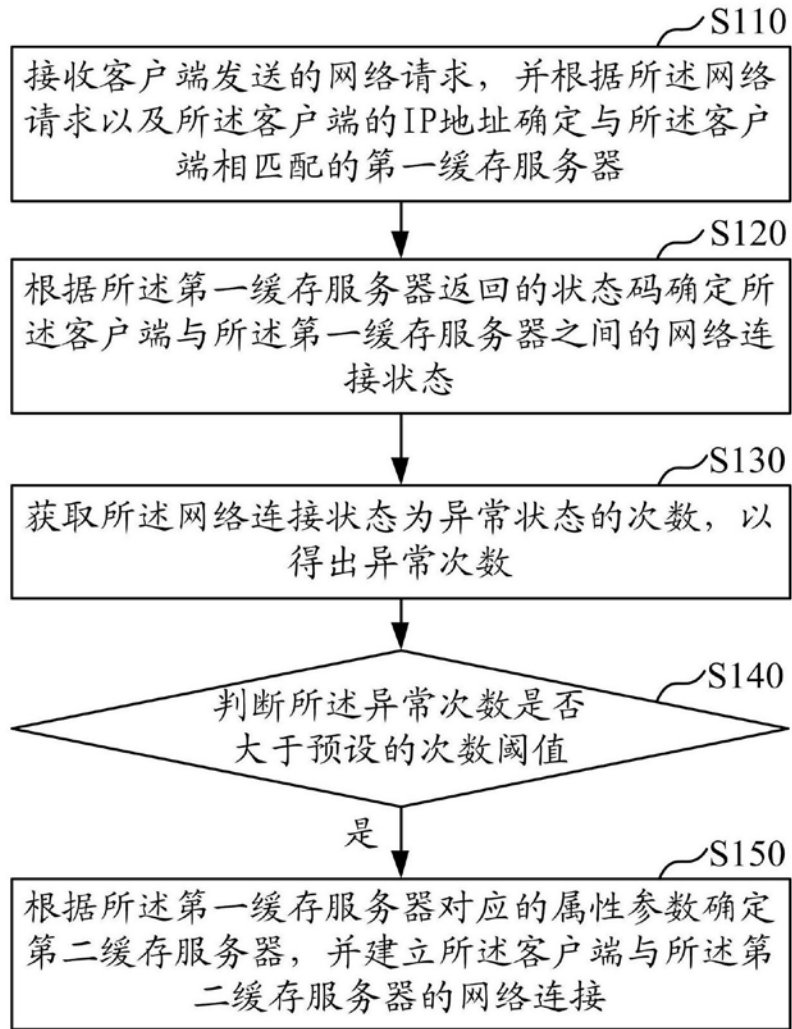 S110
接收客户端发送的网络请求，并根据所述网络
请求以及所述客户端的IP地址确定与所述客户
端相匹配的第一缓存服务器
S120
根据所述第一缓存服务器返回的状态码确定所
述客户端与所述第一缓存服务器之间的网络连
接状态
S130
获取所述网络连接状态为异常状态的次数，以
得出异常次数
S140
判断所述异常次数是否
大于预设的次数阈值
是
S150
根据所述第一缓存服务器对应的属性参数确定
第二缓存服务器，并建立所述客户端与所述第
二缓存服务器的网络连接